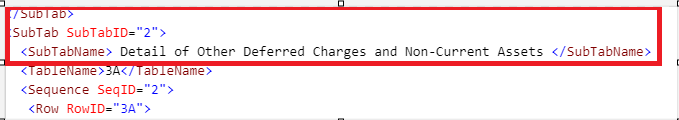 /SubTab>
<SubTab SubTabID="2">
<SubTabName> Detail of Other Deferred Charges and Non-Current Assets </SubTabName>
<TableName>3A</TableName>
<Sequence SeqID="2">
<Row RowID="3A">